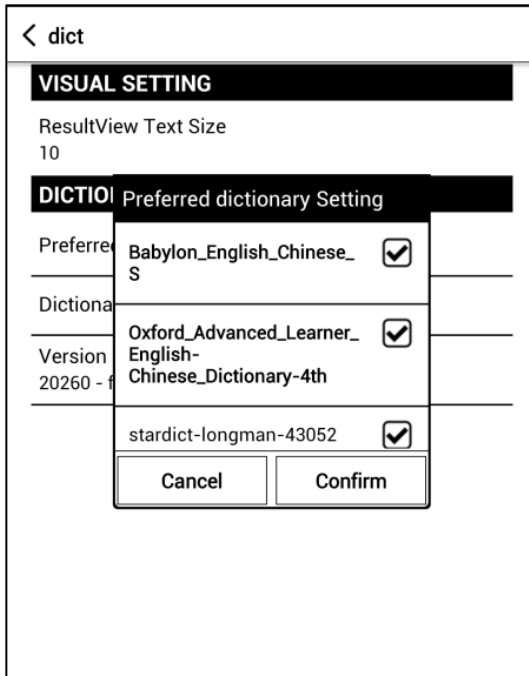 dict
VISUAL SETTING
ResultView Text Size
10
DICTIO
Preferred dictionary Setting
Preferre
Babylon_English_Chinese_
S
Dictiona
Oxford_Advanced_Learner_
English-
Chinese_Dictionary-4th
Version
20260 - f
stardict-longman-43052
Cancel
Confirm